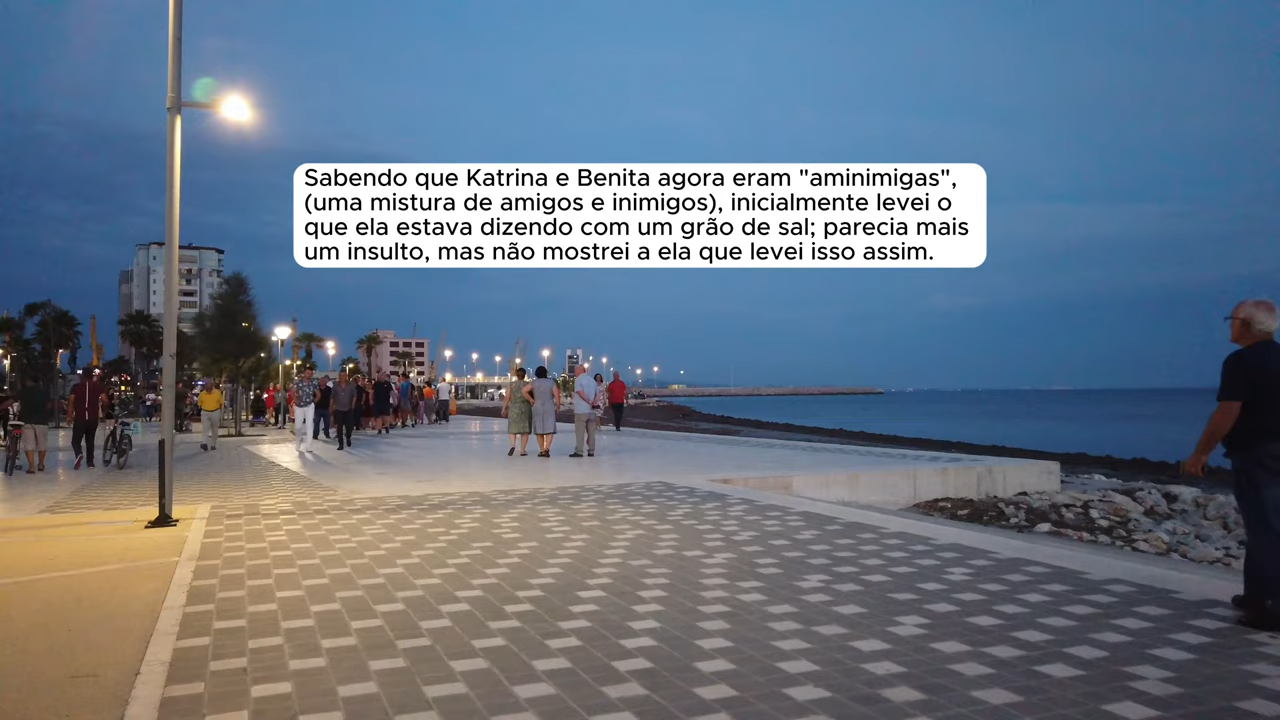 Sabendo que Katrina e Benita agora eram "aminimigas",
(uma mistura de amigos e inimigos), inicialmente levei o
que ela estava dizendo com um grão de sal; parecia mais
um insulto, mas não mostrei a ela que levei isso assim.